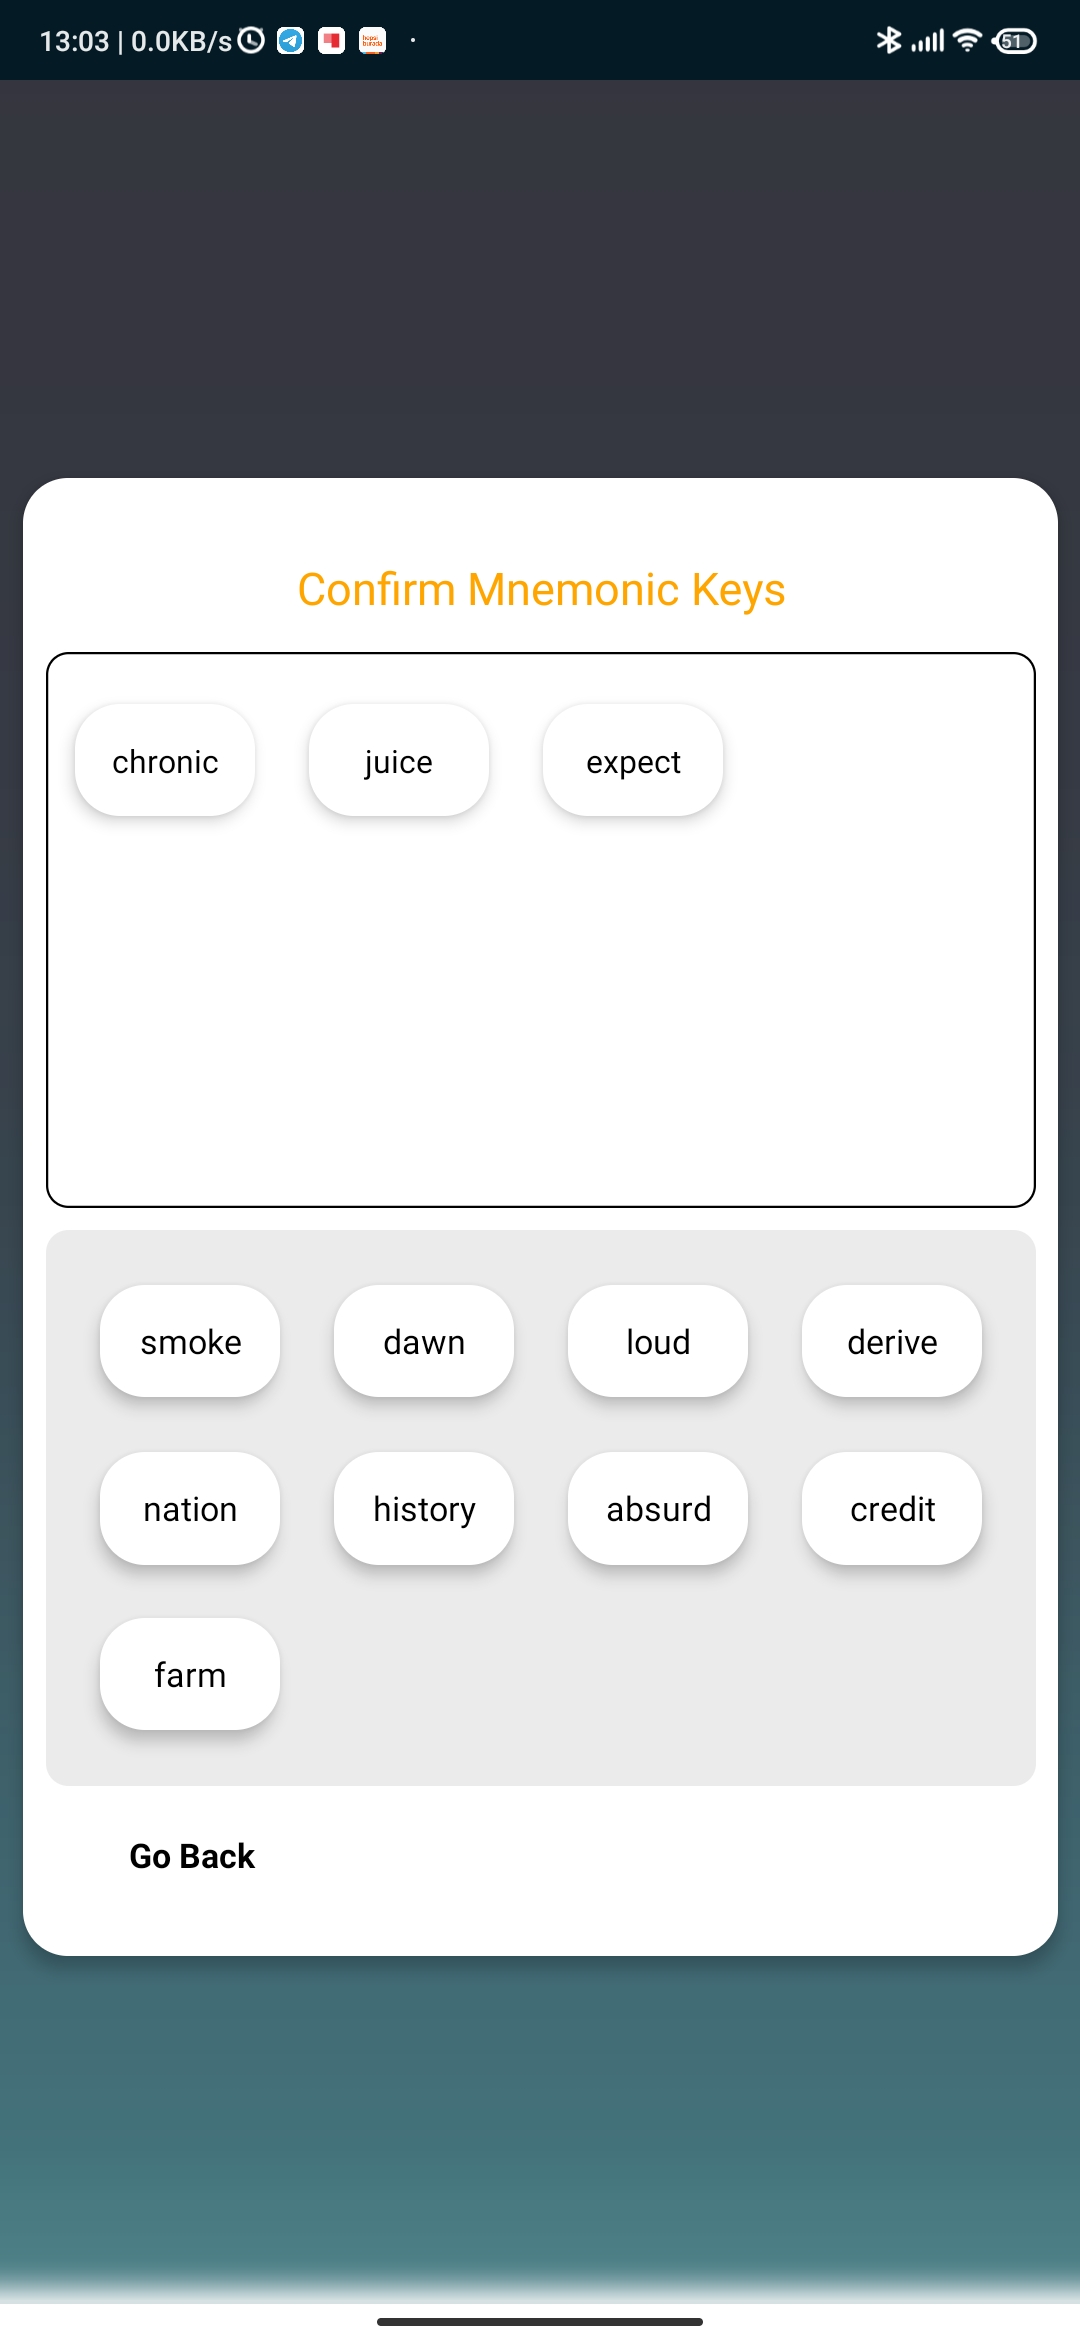 13:03 | 0.0KB/s 51
Confirm Mnemonic Keys
chronic juice expect
smoke dawn loud derive
nation history absurd credit
farm
Go Back